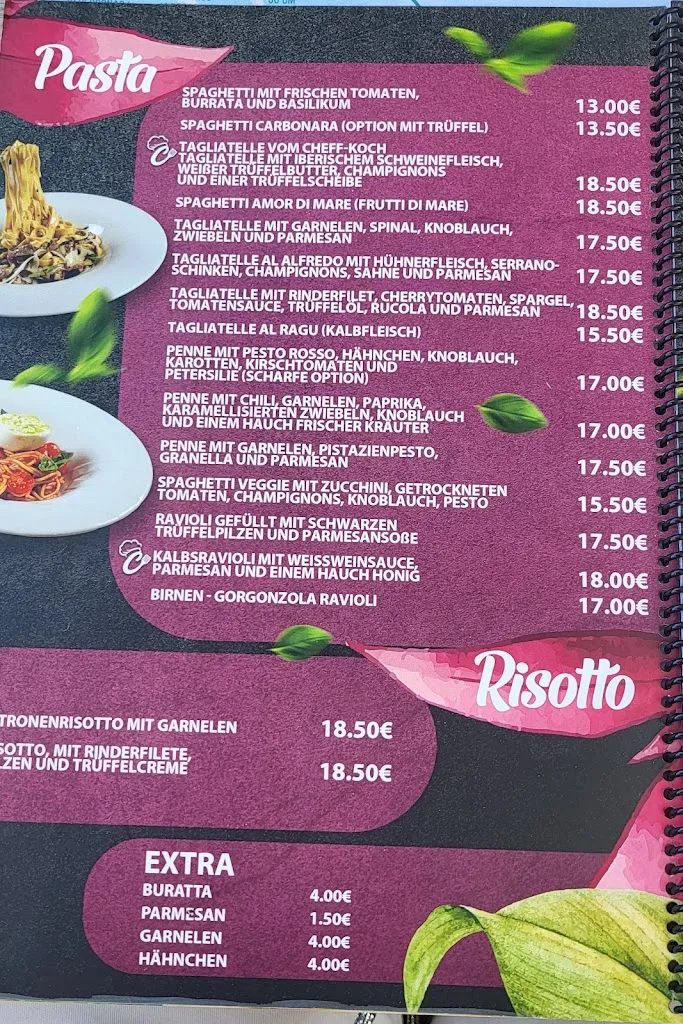 Pasta
SPAGHETTI MIT FRISCHEN TOMATEN,
BURRATA UND BASILIKUM 13.00€
SPAGHETTI CARBONARA (OPTION MIT TRÜFFEL) 13.50€
TAGLIATELLE VOM CHEFF-KOCH
TAGLIATELLE MIT IBERISCHEM SCHWEINEFLEISCH,
WEIßER TRÜFFELBUTTER, CHAMPIGNONS
UND EINER TRÜFFELSCHEIBE 18.50€
SPAGHETTI AMOR DI MARE (FRUTTI DI MARE) 18.50€
TAGLIATELLE MIT GARNELEN, SPINAL, KNOBLAUCH,
ZWIEBELN UND PARMESAN 17.50€
TAGLIATELLE AL ALFREDO MIT HÜHNERFLEISCH, SERRANO-
SCHINKEN, CHAMPIGNONS, SAHNE UND PARMESAN 17.50€
TAGLIATELLE MIT RINDERFILET, CHERRYTOMATEN, SPARGEL,
TOMATENSAUCE, TRÜFFELÖL, RUCOLA UND PARMESAN 18.50€
TAGLIATELLE AL RAGU (KALBFLEISCH) 15.50€
PENNE MIT PESTO ROSSO, HÄHNCHEN, KNOBLAUCH,
KAROTTEN, KIRSCHTOMATEN UND
PETERSILIE (SCHARFE OPTION) 17.00€
PENNE MIT CHILI, GARNELEN, PAPRIKA,
KARAMELLISIERTEN ZWIEBELN, KNOBLAUCH
UND EINEM HAUCH FRISCHER KRÄUTER 17.00€
PENNE MIT GARNELEN, PISTAZIENPESTO,
GRANELLA UND PARMESAN 17.50€
SPAGHETTI VEGGIE MIT ZUCCHINI, GETROCKNETEN
TOMATEN, CHAMPIGNONS, KNOBLAUCH, PESTO 15.50€
RAVIOLI GEFÜLLT MIT SCHWARZEN
TRÜFFELPILZEN UND PARMESANSOßE 17.50€
KALBSRAVIOLI MIT WEISSWEINSAUCE,
PARMESAN UND EINEM HAUCH HONIG 18.00€
BIRNEN - GORGONZOLA RAVIOLI 17.00€
Risotto
TRONENRISOTTO MIT GARNELEN 18.50€
SOTTO, MIT RINDERFILETE,
LZEN UND TRÜFFELCREME 18.50€
EXTRA
BURATTA 4.00€
PARMESAN 1.50€
GARNELEN 4.00€
HÄHNCHEN 4.00€